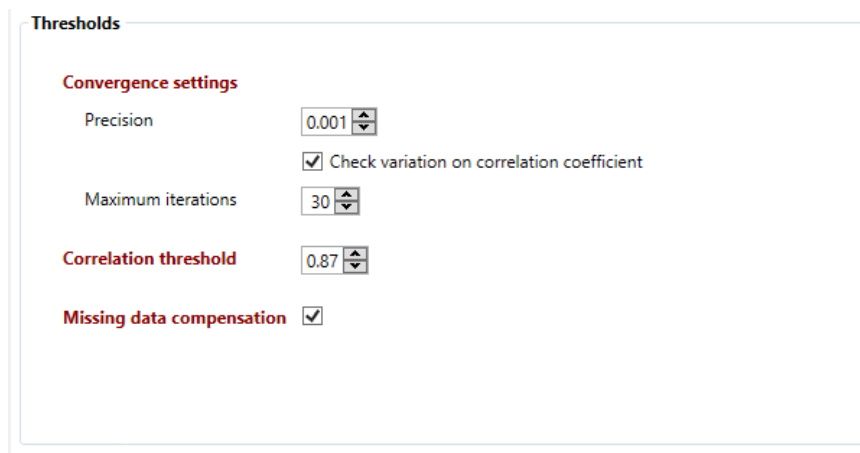 Thresholds
Convergence settings
Precision 0.001
Check variation on correlation coefficient
Maximum iterations 30
Correlation threshold 0.87
Missing data compensation